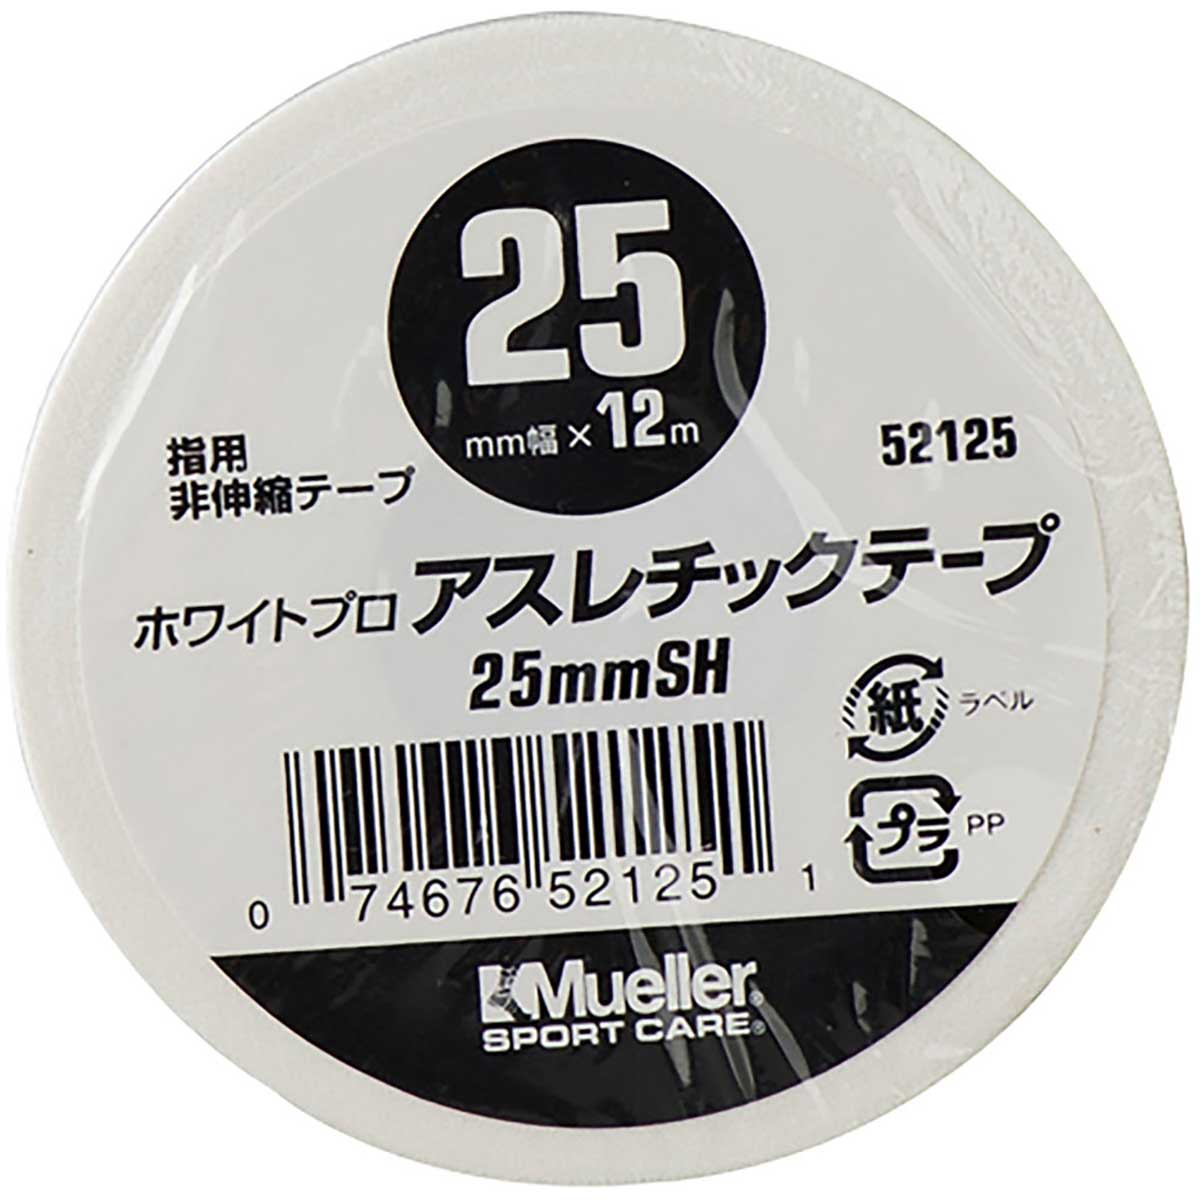 25
mm幅×12m
指用
非伸縮テープ
52125
ホワイトプロ アスレチックテープ
25mmSH
紙 ラベル
プラ PP
0 74676 52125 1
Mueller®
SPORT CARE®